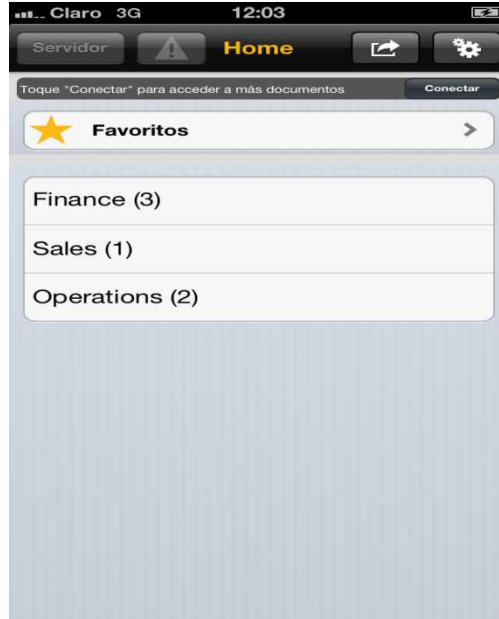 Claro 3G 12:03
Servidor Home
Toque "Conectar" para acceder a más documentos Conectar
Favoritos
Finance (3)
Sales (1)
Operations (2)